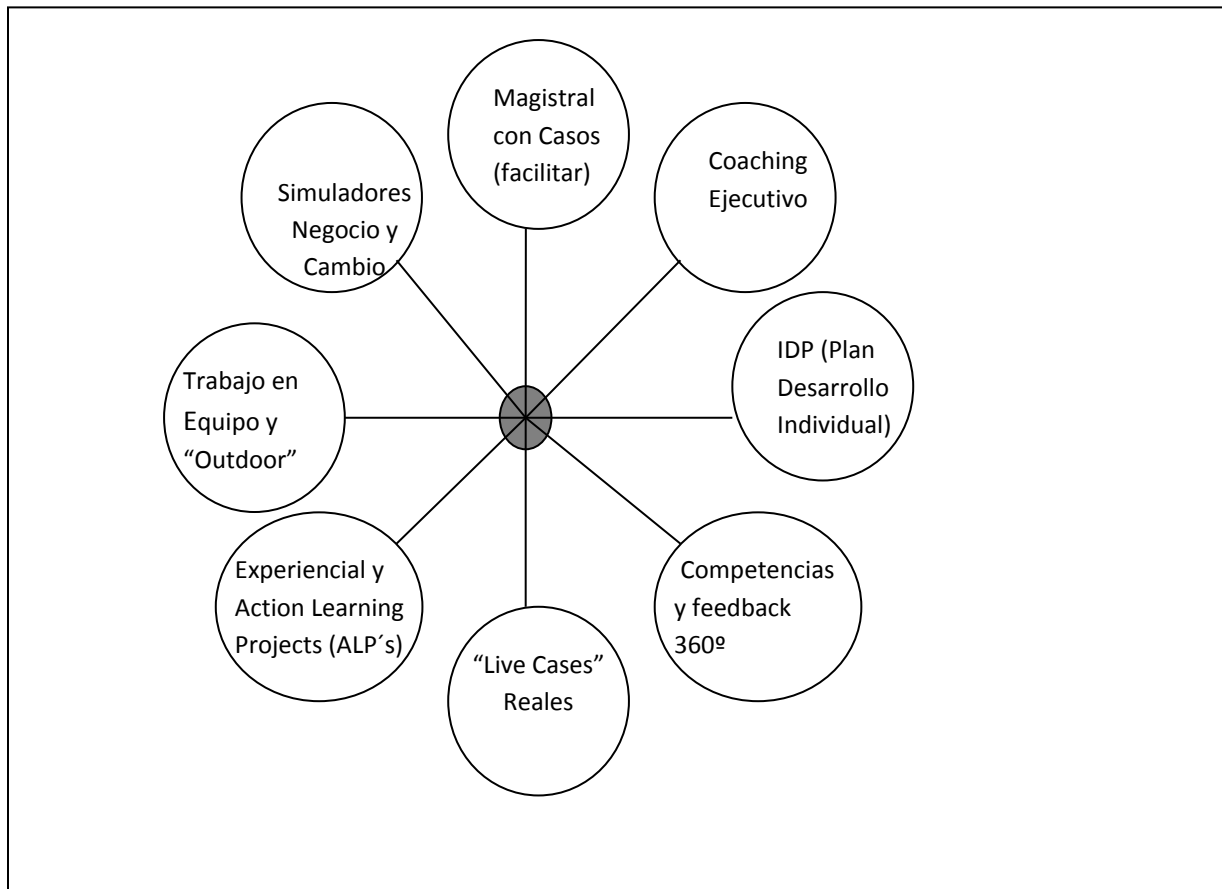 Magistral
con Casos
(facilitar)
Coaching
Ejecutivo
IDP (Plan
Desarrollo
Individual)
Competencias
y feedback
360º
“Live Cases”
Reales
Experiencial y
Action Learning
Projects (ALP´s)
Trabajo en
Equipo y
“Outdoor”
Simuladores
Negocio y
Cambio